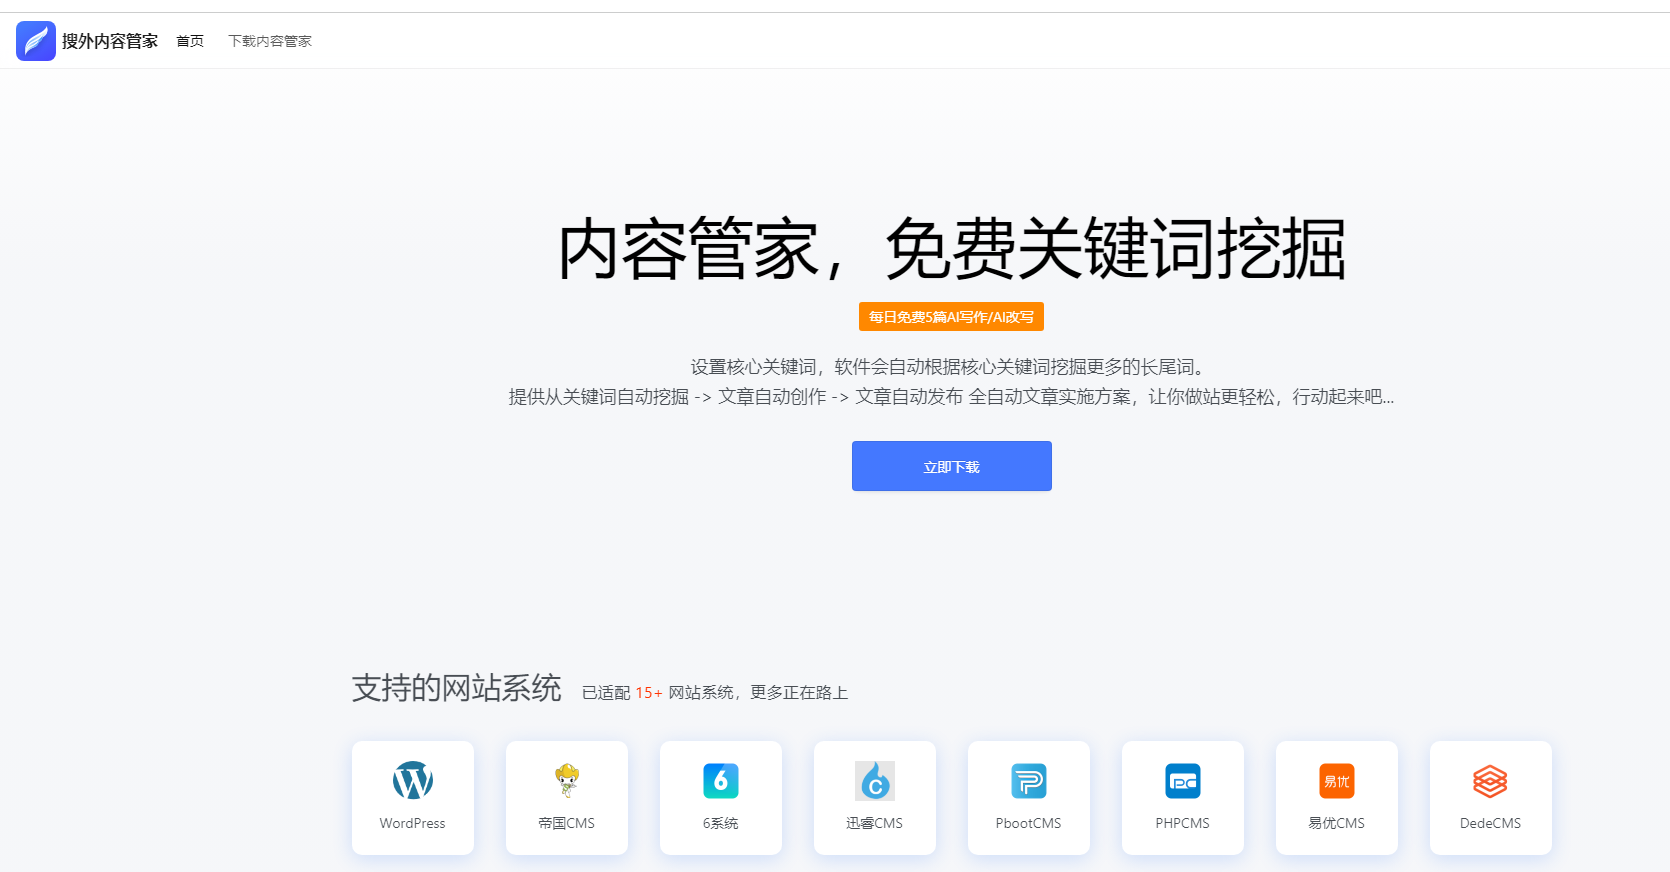 搜外内容管家 首页 下载内容管家
内容管家，免费关键词挖掘
每日免费5篇AI写作/AI改写
设置核心关键词，软件会自动根据核心关键词挖掘更多的长尾词。
提供从关键词自动挖掘 -> 文章自动创作 -> 文章自动发布 全自动文章实施方案，让你做站更轻松，行动起来吧...
立即下载
支持的网站系统 已适配 15+ 网站系统，更多正在路上
6 C 易优
WordPress 帝国CMS 6系统 迅睿CMS PbootCMS PHPCMS 易优CMS DedeCMS